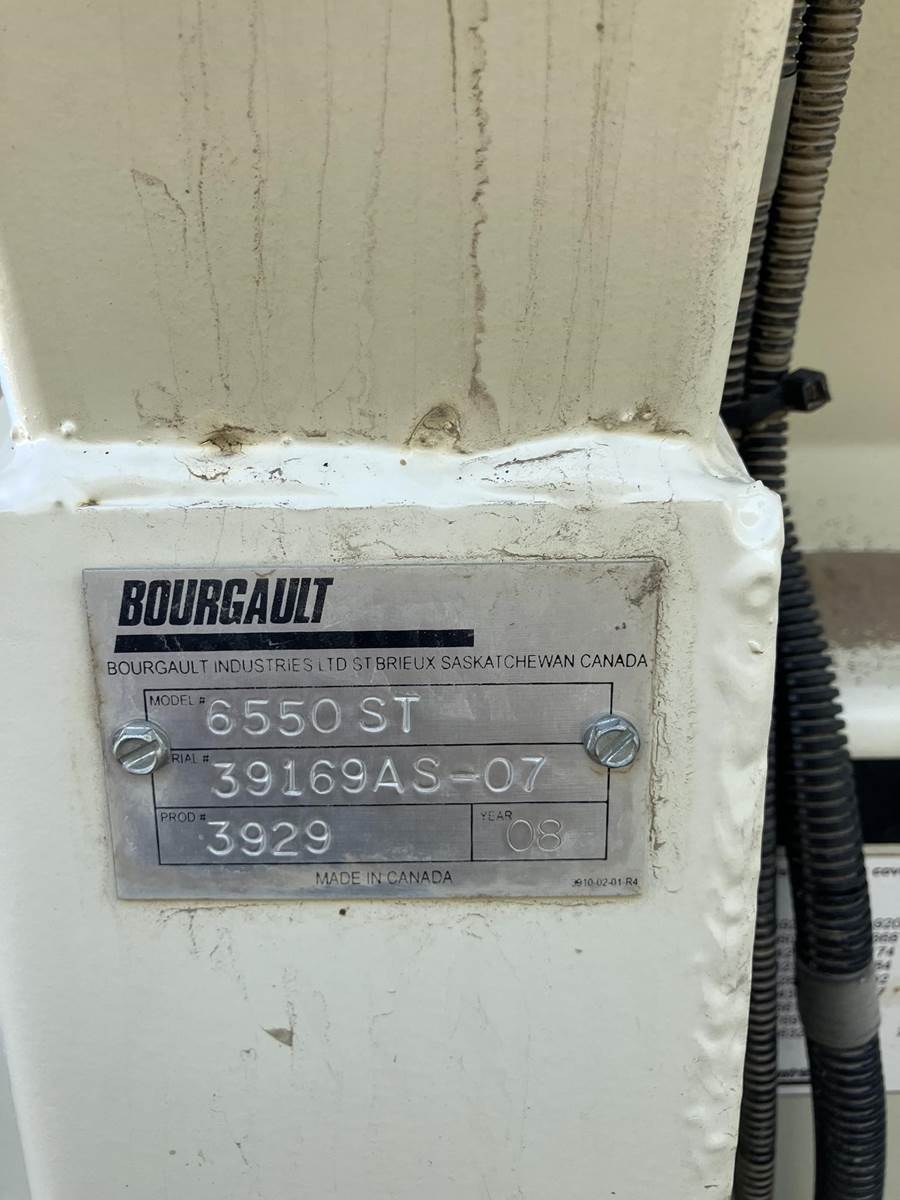 BOURGAULT
BOURGAULT INDUSTRIES LTD ST BRIEUX SASKATCHEWAN CANADA
MODEL # 6550 ST
RIAL # 39169AS-07
PROD # 3929 YEAR 08
MADE IN CANADA 3910-02-01-R4